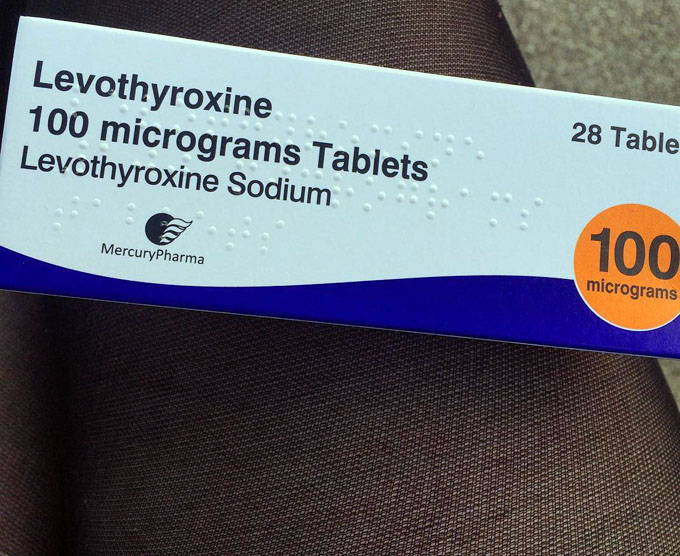 Levothyroxine
100 micrograms Tablets
Levothyroxine Sodium
MercuryPharma
28 Table
100
micrograms